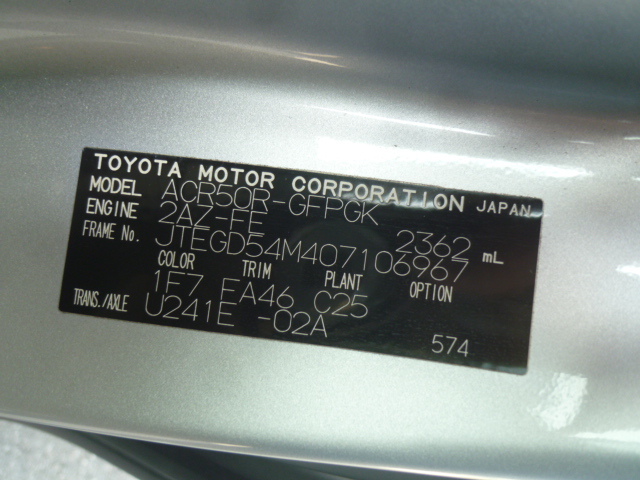 TOYOTA MOTOR CORPORATION JAPAN
MODEL ACR50R-GFPGK
ENGINE 2AZ-FE 2362 mL
FRAME No. JTEGD54M407106967
COLOR TRIM PLANT OPTION
1F7 FA46 C25
TRANS./AXLE U241E -02A
574